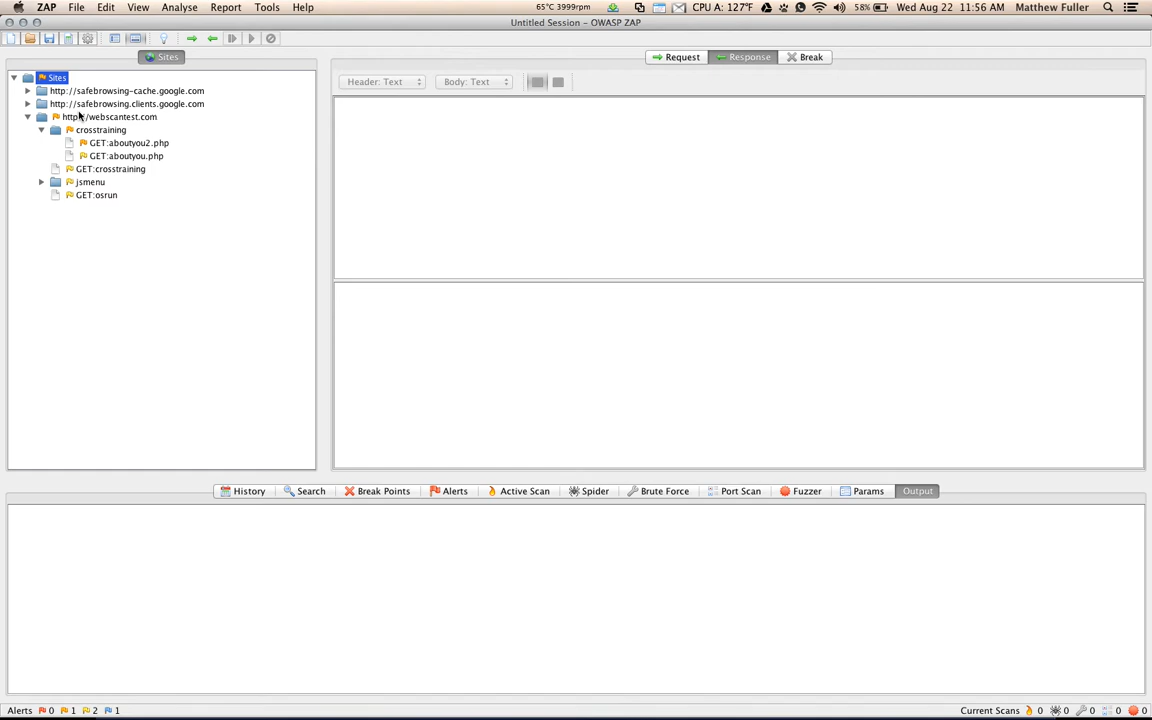 ZAP File Edit View Analyse Report Tools Help 65°C 3999rpm CPU A: 127°F 58% Wed Aug 22 11:56 AM Matthew Fuller
Untitled Session - OWASP ZAP
Sites
Request Response Break
Header: Text Body: Text
Sites
http://safebrowsing-cache.google.com
http://safebrowsing.clients.google.com
http://webscantest.com
crosstraining
GET:aboutyou2.php
GET:aboutyou.php
GET:crosstraining
jsmenu
GET:osrun
History Search Break Points Alerts Active Scan Spider Brute Force Port Scan Fuzzer Params Output
Alerts 0 1 2 1 Current Scans 0 0 0 0 0